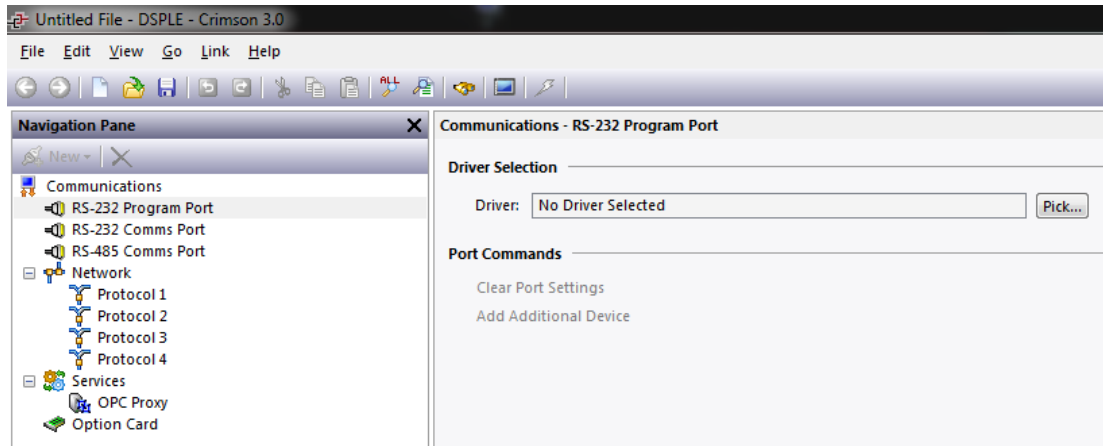 Untitled File - DSPLE - Crimson 3.0
File Edit View Go Link Help
ALL
Navigation Pane
New
Communications
RS-232 Program Port
RS-232 Comms Port
RS-485 Comms Port
Network
Protocol 1
Protocol 2
Protocol 3
Protocol 4
Services
OPC Proxy
Option Card
Communications - RS-232 Program Port
Driver Selection
Driver: No Driver Selected Pick...
Port Commands
Clear Port Settings
Add Additional Device